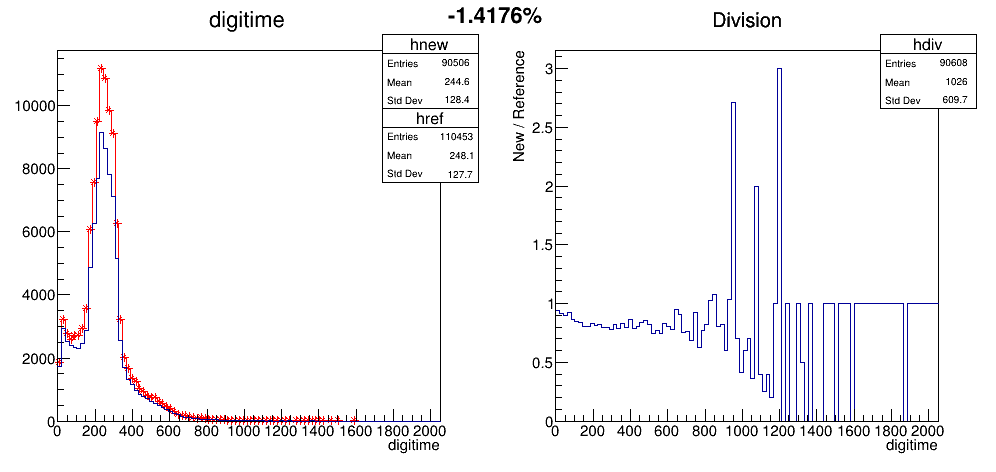 -1.4176%
digitime
hnew
Entries 90506
Mean 244.6
Std Dev 128.4
href
Entries 110453
Mean 248.1
Std Dev 127.7
10000
8000
6000
4000
2000
0
0 200 400 600 800 1000 1200 1400 1600 1800 2000
digitime
Division
hdiv
Entries 90608
Mean 1026
Std Dev 609.7
New / Reference
3
2.5
2
1.5
1
0.5
0
0 200 400 600 800 1000 1200 1400 1600 1800 2000
digitime